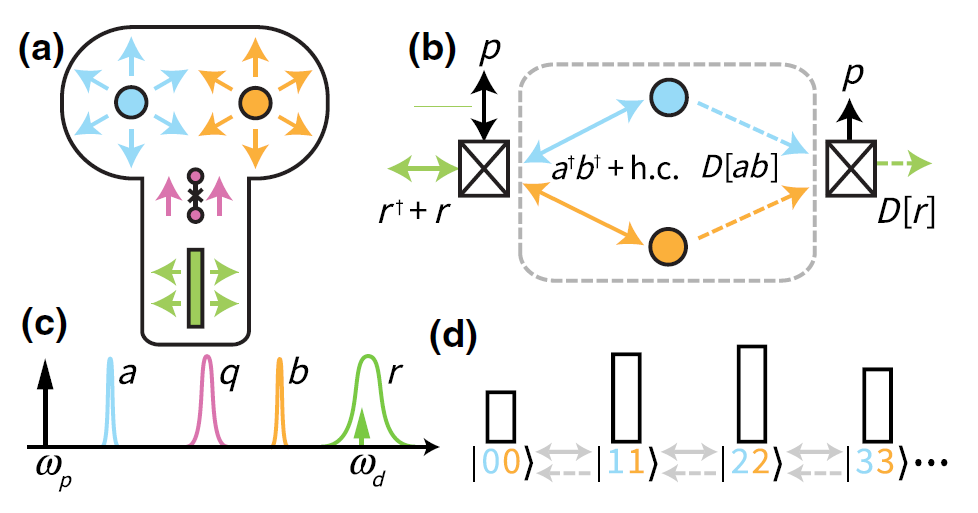 (a)
(b)
p
p
a†b† + h.c.
D[ab]
r† + r
D[r]
(c)
a
q
b
r
ωp
ωd
(d)
|00⟩
|11⟩
|22⟩
|33⟩ •••